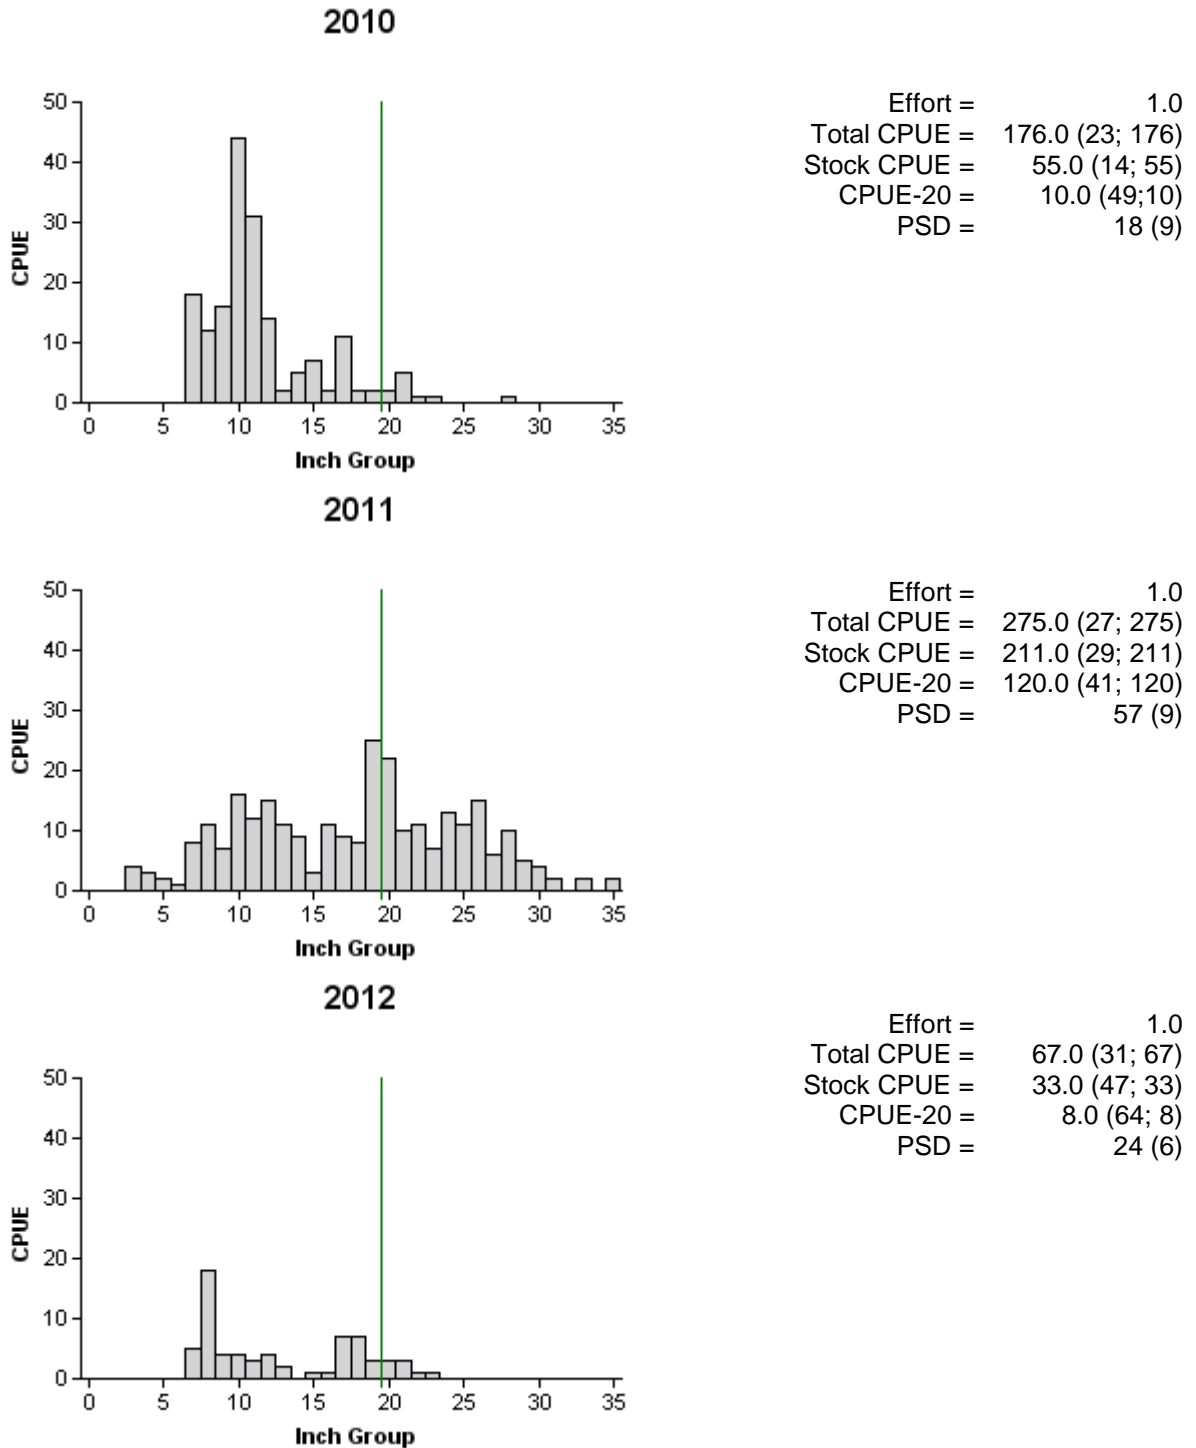 2010
50
40
30
20
10
0
CPUE
0 5 10 15 20 25 30 35
Inch Group
Effort = 1.0
Total CPUE = 176.0 (23; 176)
Stock CPUE = 55.0 (14; 55)
CPUE-20 = 10.0 (49;10)
PSD = 18 (9)
2011
50
40
30
20
10
0
CPUE
0 5 10 15 20 25 30 35
Inch Group
Effort = 1.0
Total CPUE = 275.0 (27; 275)
Stock CPUE = 211.0 (29; 211)
CPUE-20 = 120.0 (41; 120)
PSD = 57 (9)
2012
50
40
30
20
10
0
CPUE
0 5 10 15 20 25 30 35
Inch Group
Effort = 1.0
Total CPUE = 67.0 (31; 67)
Stock CPUE = 33.0 (47; 33)
CPUE-20 = 8.0 (64; 8)
PSD = 24 (6)